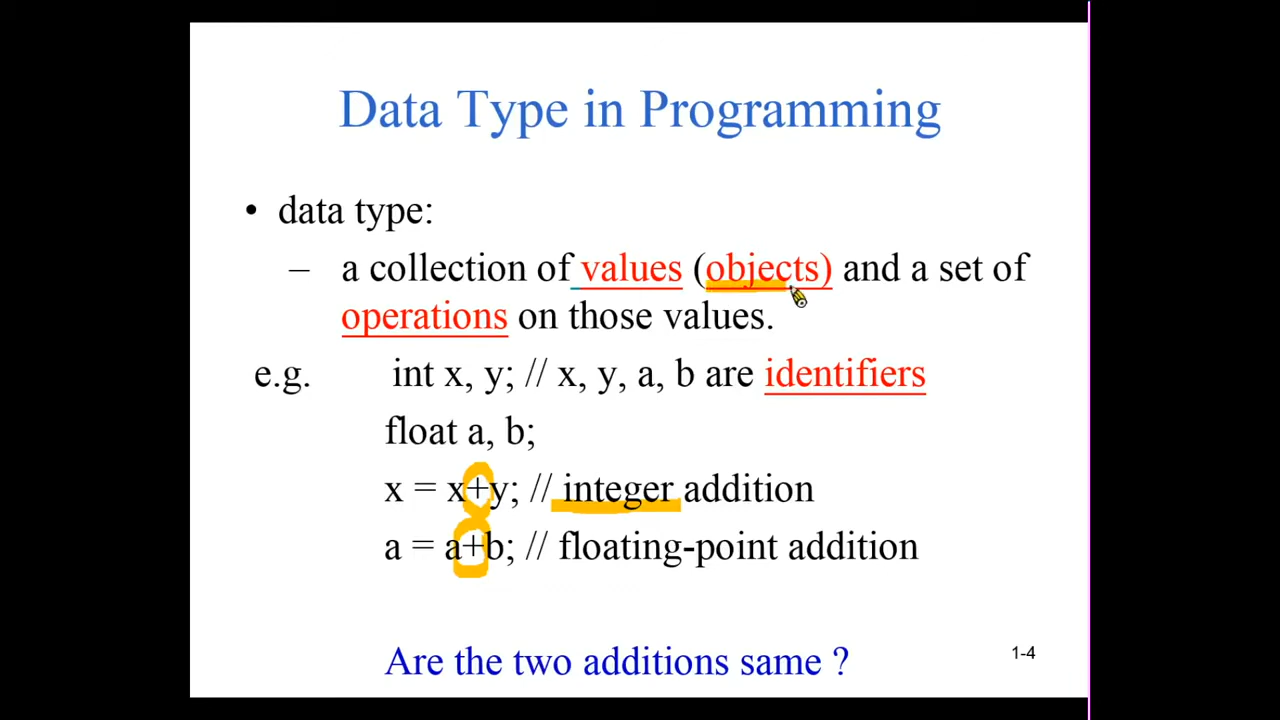 Data Type in Programming
• data type:
– a collection of values (objects) and a set of
operations on those values.
e.g. int x, y; // x, y, a, b are identifiers
float a, b;
x = x+y; // integer addition
a = a+b; // floating-point addition
Are the two additions same ?
1-4